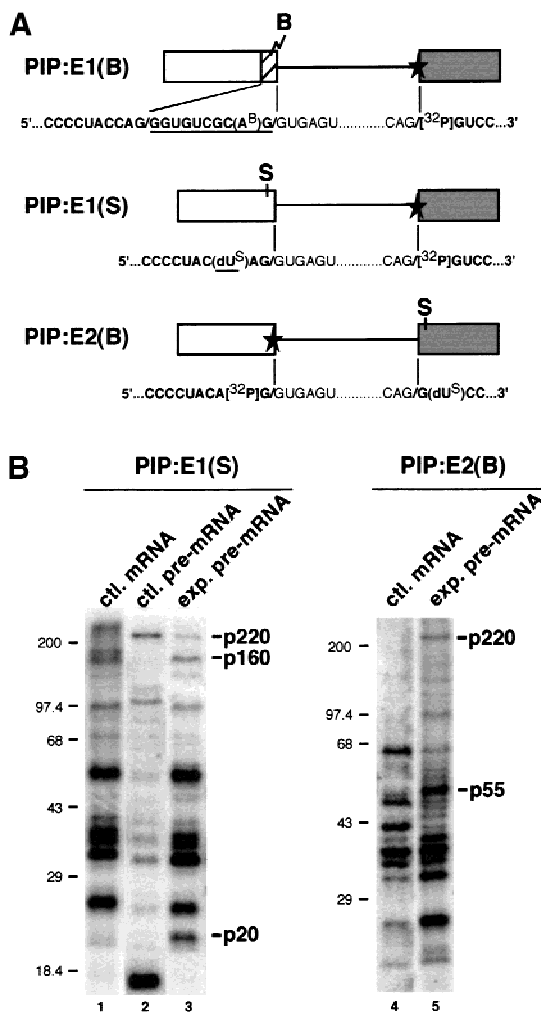 A
B
PIP:E1(B)
5'...CCCCUACCAG/GGUGUCGC(A^B)G/GUGAGU...........CAG/[³²P]GUCC...3'
S
PIP:E1(S)
5'...CCCCUAC(dU^S)AG/GUGAGU............CAG/[³²P]GUCC...3'
S
PIP:E2(B)
5'...CCCCUACA[³²P]G/GUGAGU............CAG/G(dU^S)CC...3'
B
PIP:E1(S)
PIP:E2(B)
ctl. mRNA
ctl. pre-mRNA
exp. pre-mRNA
ctl. mRNA
exp. pre-mRNA
200
97.4
68
43
29
18.4
p220
p160
p20
200
97.4
68
43
29
p220
p55
1 2 3 4 5